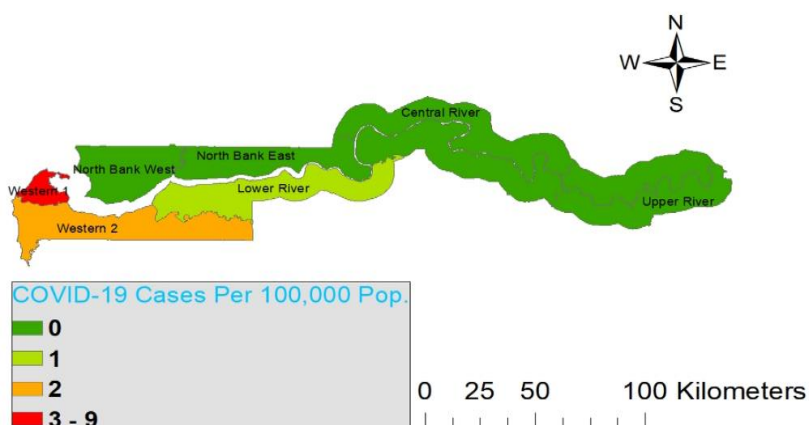 N
W E
S
Central River
North Bank East
North Bank West
Lower River
Western 1
Upper River
Western 2
COVID-19 Cases Per 100,000 Pop.
0
1
2
3 - 9
0 25 50 100 Kilometers